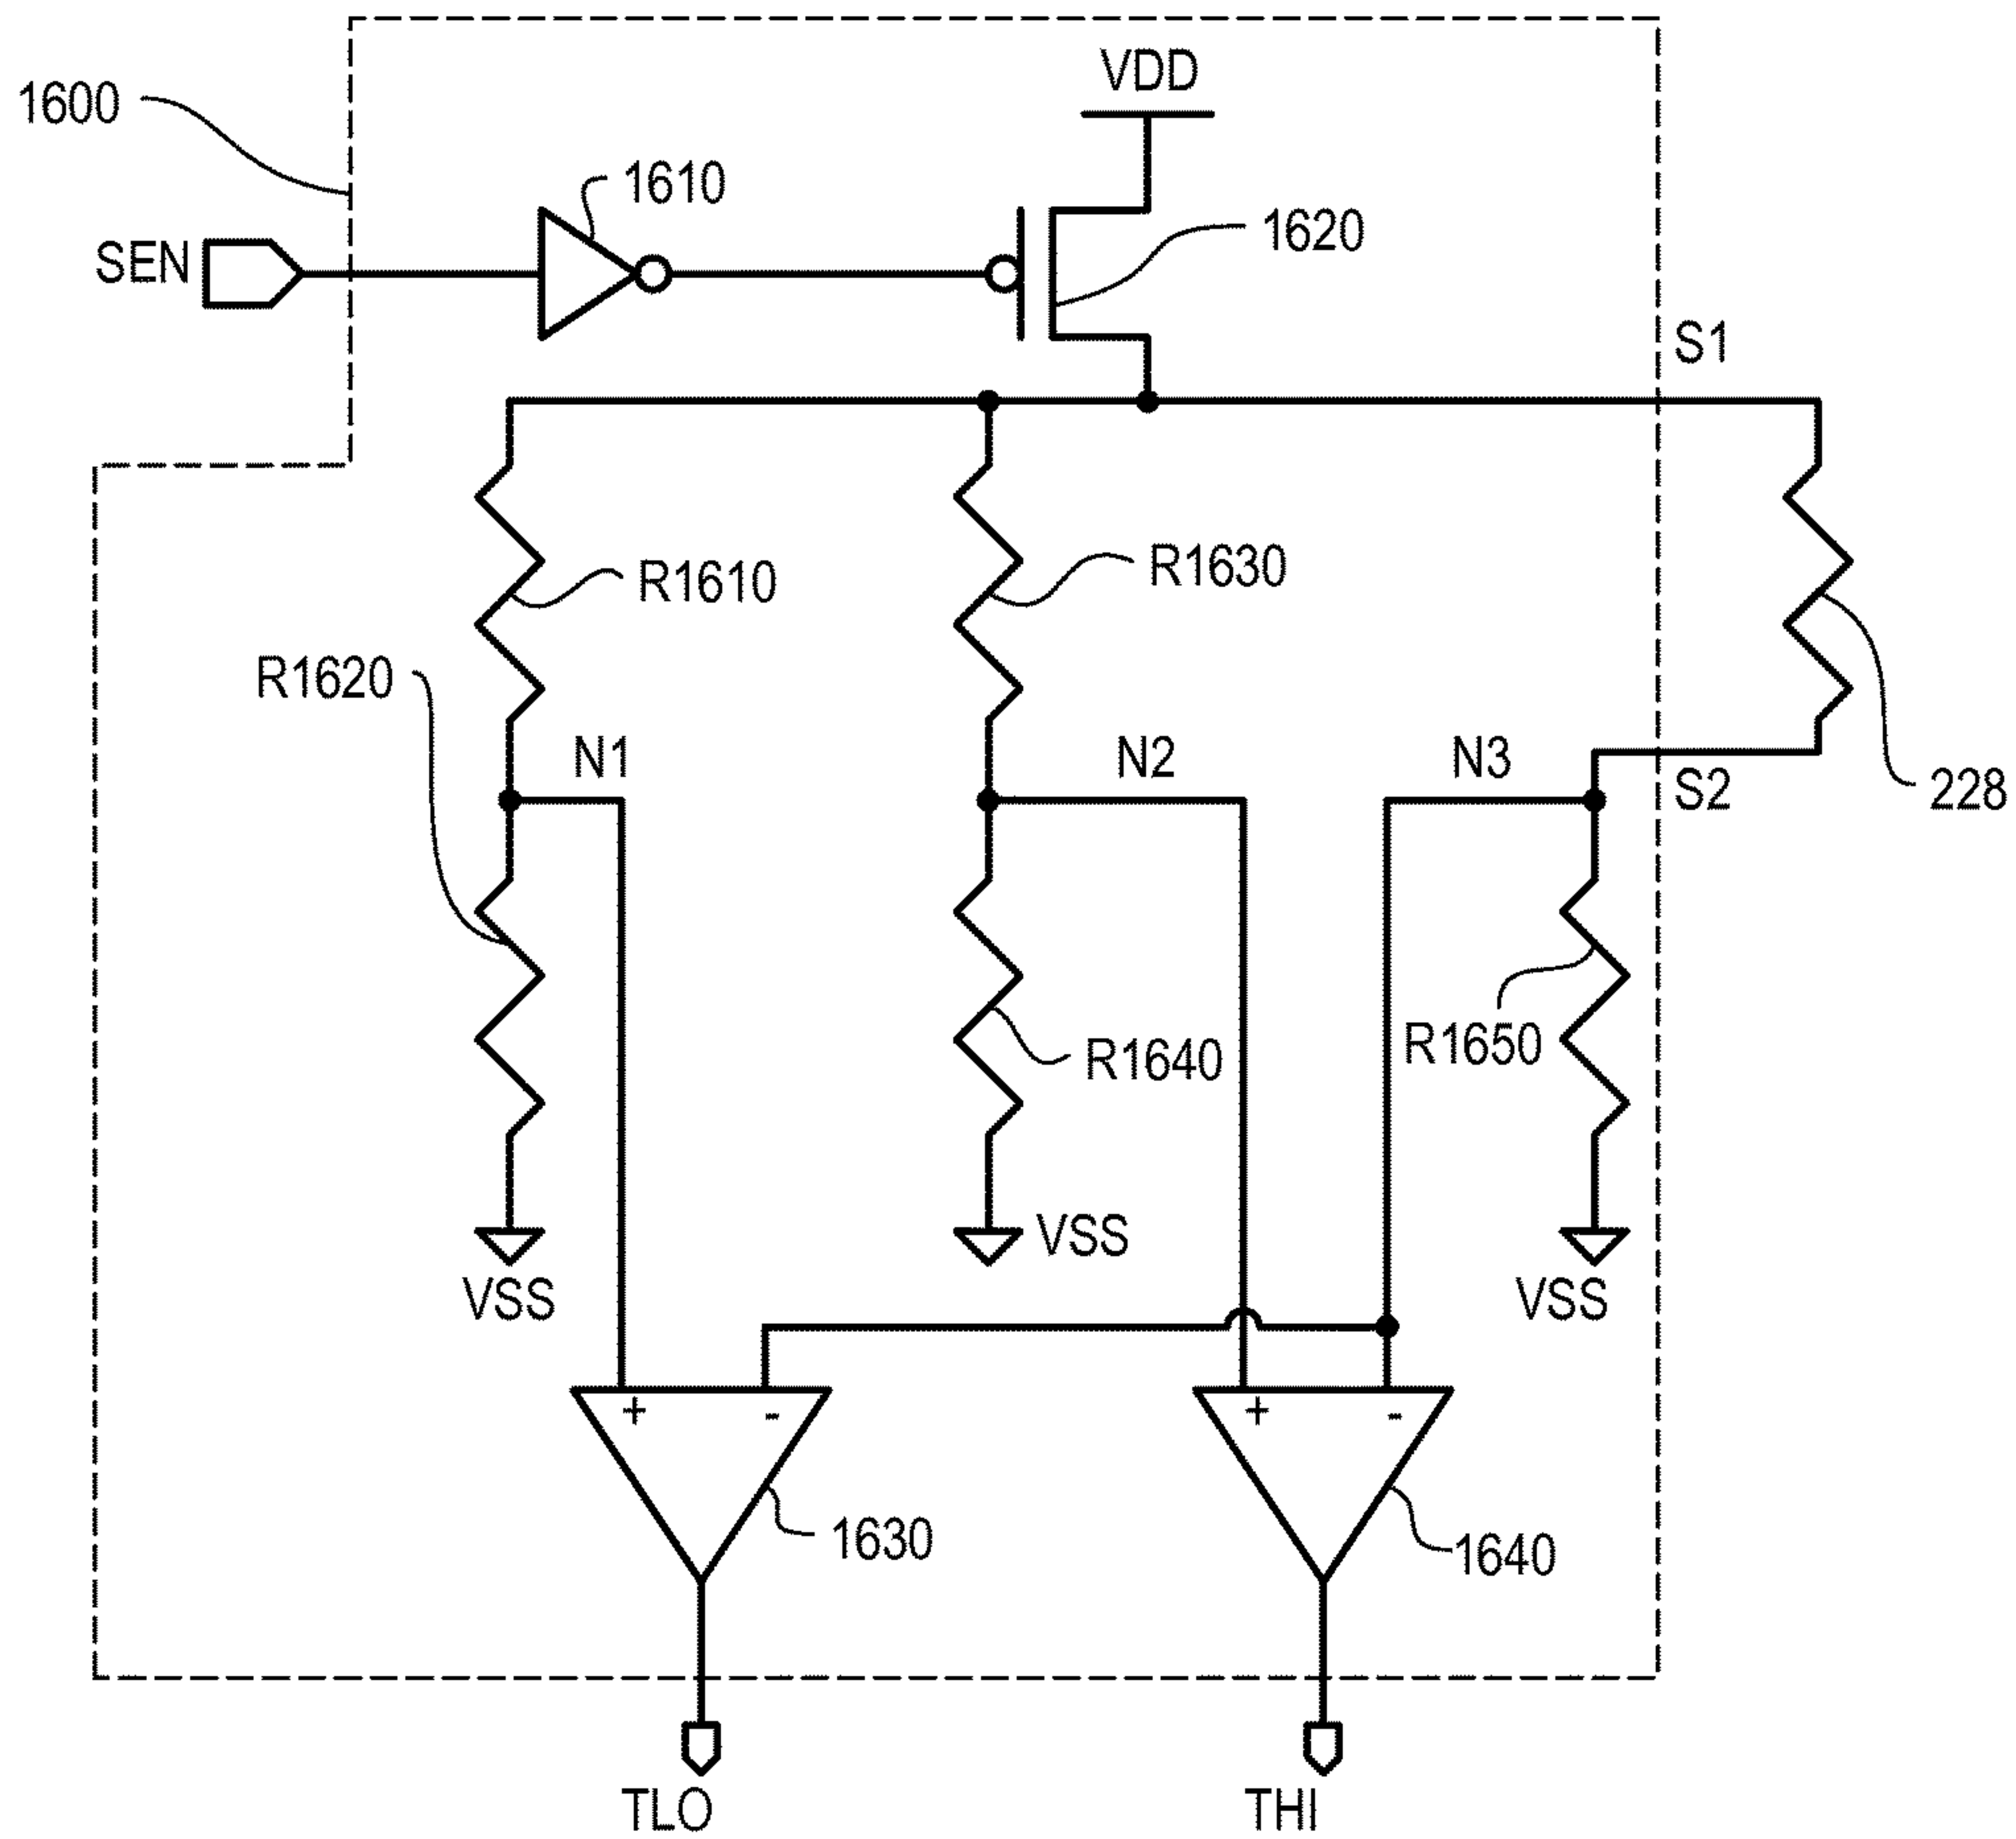 VDD
1600
1610
1620
SEN
S1
R1610
R1630
R1620
N1
N2
N3
S2
228
R1640
R1650
VSS
VSS
VSS
+
-
+
-
1630
1640
TLO
THI